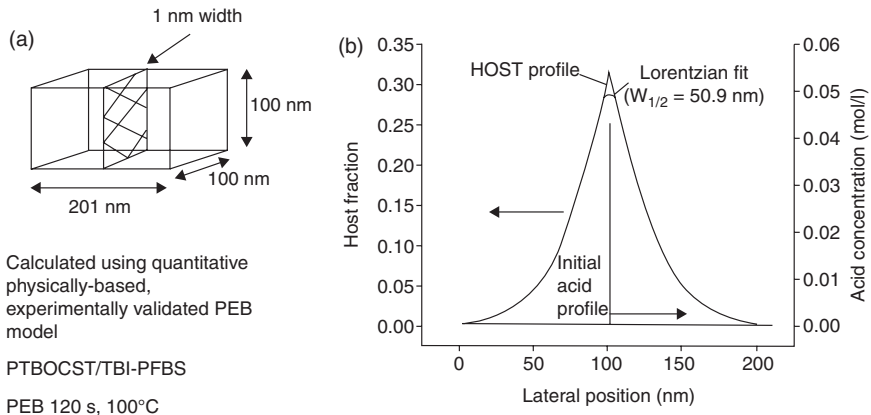 (a)
1 nm width
100 nm
100 nm
201 nm
Calculated using quantitative
physically-based,
experimentally validated PEB
model
PTBOCST/TBI-PFBS
PEB 120 s, 100°C
(b)
0.35
0.30
0.25
0.20
0.15
0.10
0.05
0.00
Host fraction
HOST profile
Lorentzian fit
(W1/2 = 50.9 nm)
Initial
acid
profile
0.06
0.05
0.04
0.03
0.02
0.01
0.00
Acid concentration (mol/l)
0
50
100
150
200
Lateral position (nm)